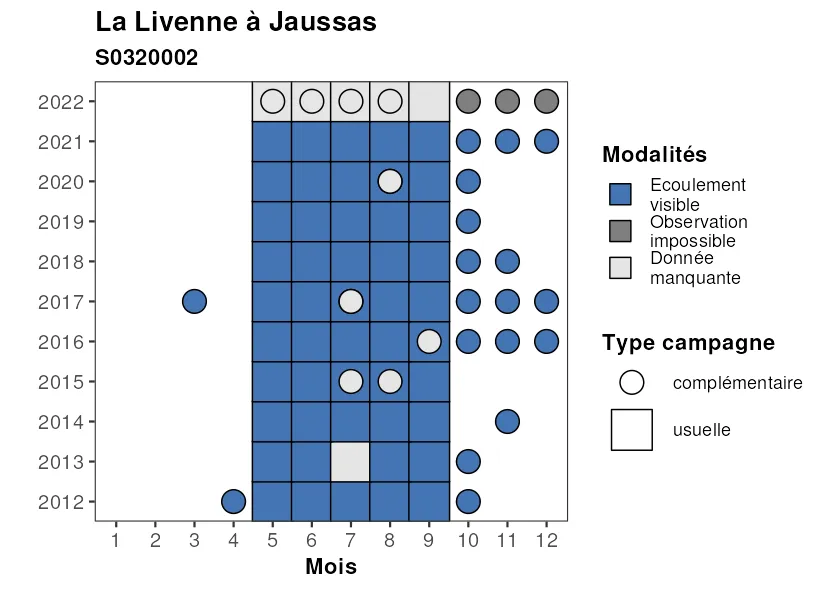 La Livenne à Jaussas
S0320002
2022
2021
2020
2019
2018
2017
2016
2015
2014
2013
2012
1 2 3 4 5 6 7 8 9 10 11 12
Mois
Modalités
Ecoulement
visible
Observation
impossible
Donnée
manquante
Type campagne
complémentaire
usuelle